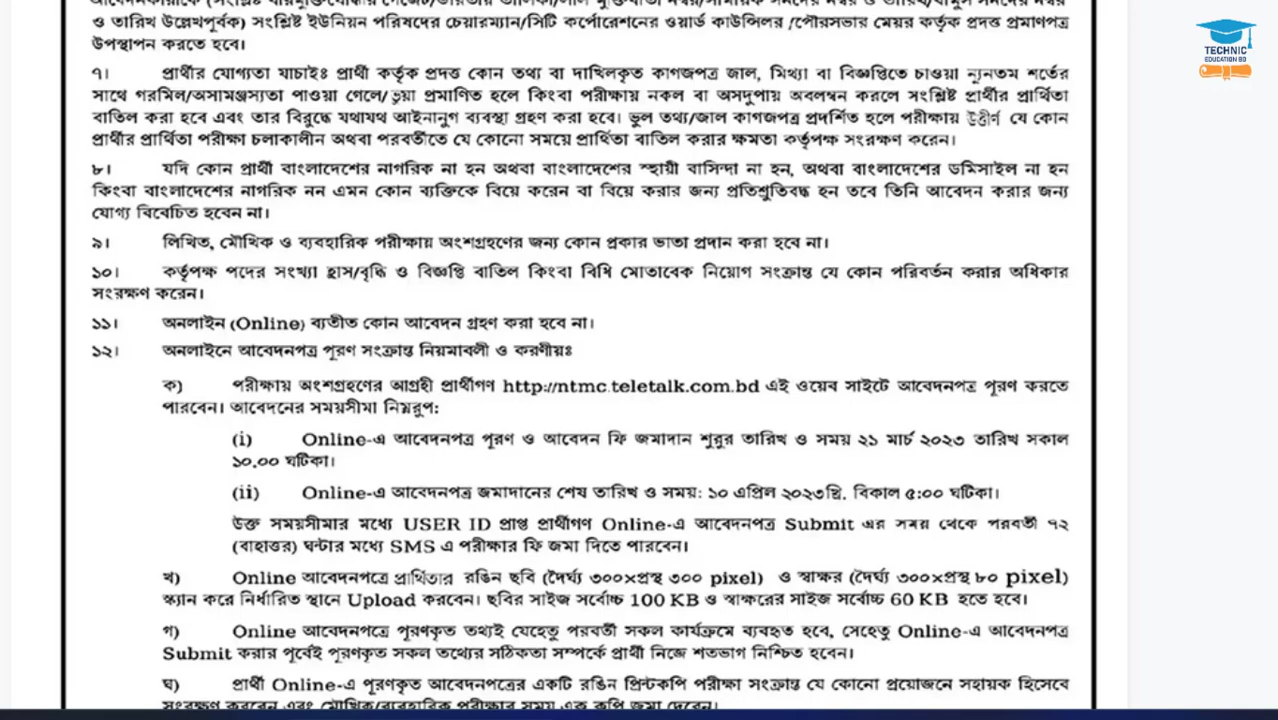 ও তারিখ উল্লেখপূর্বক) সংশ্লিষ্ট ইউনিয়ন পরিষদের চেয়ারম্যান/সিটি কর্পোরেশনের ওয়ার্ড কাউন্সিলর /পৌরসভার মেয়র কর্তৃক প্রদত্ত প্রমাণপত্র
উপস্থাপন করতে হবে।
৭। প্রার্থীর যোগ্যতা যাচাইঃ প্রার্থী কর্তৃক প্রদত্ত কোন তথ্য বা দাখিলকৃত কাগজপত্র জাল, মিথ্যা বা বিজ্ঞপ্তিতে চাওয়া ন্যূনতম শর্তের
সাথে গরমিল/অসামঞ্জস্যতা পাওয়া গেলে/ ভুয়া প্রমাণিত হলে কিংবা পরীক্ষায় নকল বা অসদুপায় অবলম্বন করলে সংশ্লিষ্ট প্রার্থীর প্রার্থিতা
বাতিল করা হবে এবং তার বিরুদ্ধে যথাযথ আইনানুগ ব্যবস্থা গ্রহণ করা হবে। ভুল তথ্য/জাল কাগজপত্র প্রদর্শিত হলে পরীক্ষায় উত্তীর্ণ যে কোন
প্রার্থীর প্রার্থিতা পরীক্ষা চলাকালীন অথবা পরবর্তীতে যে কোনো সময়ে প্রার্থিতা বাতিল করার ক্ষমতা কর্তৃপক্ষ সংরক্ষণ করেন।
৮। যদি কোন প্রার্থী বাংলাদেশের নাগরিক না হন অথবা বাংলাদেশের স্থায়ী বাসিন্দা না হন, অথবা বাংলাদেশের ডমিসাইল না হন
কিংবা বাংলাদেশের নাগরিক নন এমন কোন ব্যক্তিকে বিয়ে করেন বা বিয়ে করার জন্য প্রতিশ্রুতিবদ্ধ হন তবে তিনি আবেদন করার জন্য
যোগ্য বিবেচিত হবেন না।
৯। লিখিত, মৌখিক ও ব্যবহারিক পরীক্ষায় অংশগ্রহণের জন্য কোন প্রকার ভাতা প্রদান করা হবে না।
১০। কর্তৃপক্ষ পদের সংখ্যা হ্রাস/বৃদ্ধি ও বিজ্ঞপ্তি বাতিল কিংবা বিধি মোতাবেক নিয়োগ সংক্রান্ত যে কোন পরিবর্তন করার অধিকার
সংরক্ষণ করেন।
১১। অনলাইন (Online) ব্যতীত কোন আবেদন গ্রহণ করা হবে না।
১২। অনলাইনে আবেদনপত্র পূরণ সংক্রান্ত নিয়মাবলী ও করণীয়ঃ
ক) পরীক্ষায় অংশগ্রহণের আগ্রহী প্রার্থীগণ http://ntmc.teletalk.com.bd এই ওয়েব সাইটে আবেদনপত্র পূরণ করতে
পারবেন। আবেদনের সময়সীমা নিম্নরুপ:
(i) Online-এ আবেদনপত্র পূরণ ও আবেদন ফি জমাদান শুরুর তারিখ ও সময় ২১ মার্চ ২০২৩ তারিখ সকাল
১০.০০ ঘটিকা।
(ii) Online-এ আবেদনপত্র জমাদানের শেষ তারিখ ও সময়: ১০ এপ্রিল ২০২৩খ্রি. বিকাল ৫:০০ ঘটিকা।
উক্ত সময়সীমার মধ্যে USER ID প্রাপ্ত প্রার্থীগণ Online-এ আবেদনপত্র Submit এর সময় থেকে পরবর্তী ৭২
(বাহাত্তর) ঘন্টার মধ্যে SMS এ পরীক্ষার ফি জমা দিতে পারবেন।
খ) Online আবেদনপত্রে প্রার্থিতার রঙিন ছবি (দৈর্ঘ্য ৩০০×প্রস্থ ৩০০ pixel) ও স্বাক্ষর (দৈর্ঘ্য ৩০০×প্রস্থ ৮০ pixel)
স্ক্যান করে নির্ধারিত স্থানে Upload করবেন। ছবির সাইজ সর্বোচ্চ 100 KB ও স্বাক্ষরের সাইজ সর্বোচ্চ 60 KB হতে হবে।
গ) Online আবেদনপত্রে পূরণকৃত তথ্যই যেহেতু পরবর্তী সকল কার্যক্রমে ব্যবহৃত হবে, সেহেতু Online-এ আবেদনপত্র
Submit করার পূর্বেই পূরণকৃত সকল তথ্যের সঠিকতা সম্পর্কে প্রার্থী নিজে শতভাগ নিশ্চিত হবেন।
ঘ) প্রার্থী Online-এ পূরণকৃত আবেদনপত্রের একটি রঙিন প্রিন্টকপি পরীক্ষা সংক্রান্ত যে কোনো প্রয়োজনে সহায়ক হিসেবে
সংরক্ষণ করবেন এবং মৌখিক/ব্যবহারিক পরীক্ষার সময় এক কপি জমা দেবেন।
TECHNIC
EDUCATION BD